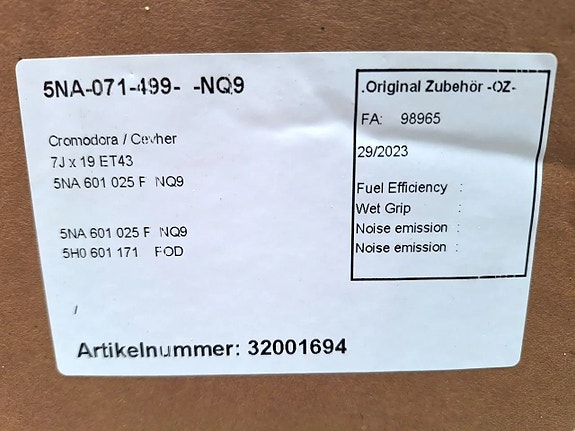 5NA-071-499- -NQ9
Cromodora / Cevher
7J x 19 ET43
5NA 601 025 F NQ9
5NA 601 025 F NQ9
5H0 601 171 FOD
/
Artikelnummer: 32001694
.Original Zubehör -OZ-
FA: 98965
29/2023
Fuel Efficiency :
Wet Grip :
Noise emission :
Noise emission :